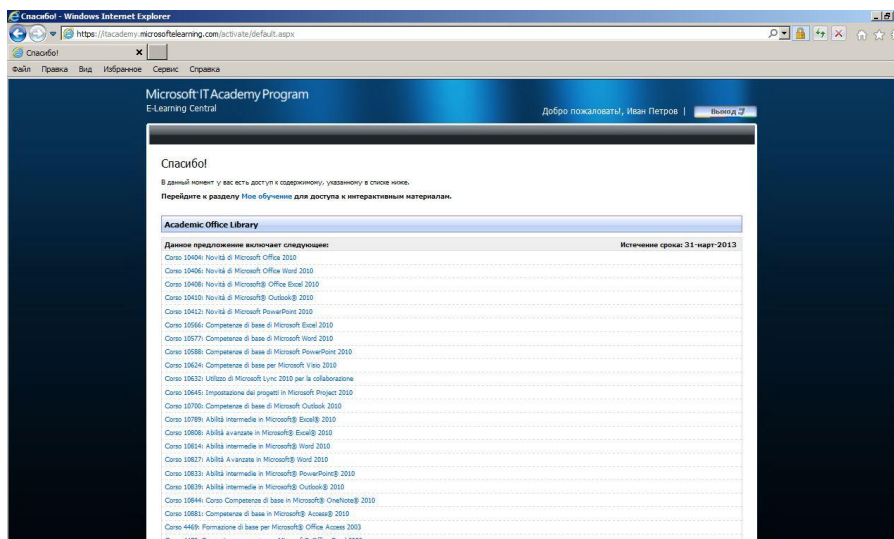 Спасибо! - Windows Internet Explorer
https://itacademy.microsoftelearning.com/activate/default.aspx
Спасибо!
Файл Правка Вид Избранное Сервис Справка
Microsoft® IT Academy Program
E-Learning Central
Добро пожаловать!, Иван Петров | Выход
Спасибо!
В данный момент у вас есть доступ к содержимому, указанному в списке ниже.
Перейдите к разделу Мое обучение для доступа к интерактивным материалам.
Academic Office Library
Данное предложение включает следующее: Истечение срока: 31-март-2013
Corso 10404: Novità di Microsoft Office 2010
Corso 10406: Novità di Microsoft Office Word 2010
Corso 10408: Novità di Microsoft® Office Excel 2010
Corso 10410: Novità di Microsoft® Outlook® 2010
Corso 10412: Novità di Microsoft PowerPoint 2010
Corso 10566: Competenze di base di Microsoft Excel 2010
Corso 10577: Competenze di base di Microsoft Word 2010
Corso 10588: Competenze di base di Microsoft PowerPoint 2010
Corso 10624: Competenze di base per Microsoft Visio 2010
Corso 10632: Utilizzo di Microsoft Lync 2010 per la collaborazione
Corso 10645: Impostazione dei progetti in Microsoft Project 2010
Corso 10700: Competenze di base di Microsoft Outlook 2010
Corso 10789: Abilità intermedie in Microsoft® Excel® 2010
Corso 10808: Abilità avanzate in Microsoft® Excel® 2010
Corso 10814: Abilità intermedie in Microsoft® Word 2010
Corso 10827: Abilità Avanzate in Microsoft® Word 2010
Corso 10833: Abilità intermedie in Microsoft® PowerPoint® 2010
Corso 10839: Abilità intermedie in Microsoft® Outlook® 2010
Corso 10844: Corso Competenze di base in Microsoft® OneNote® 2010
Corso 10881: Competenze di base in Microsoft® Access® 2010
Corso 4469: Formazione di base per Microsoft® Office Access 2003